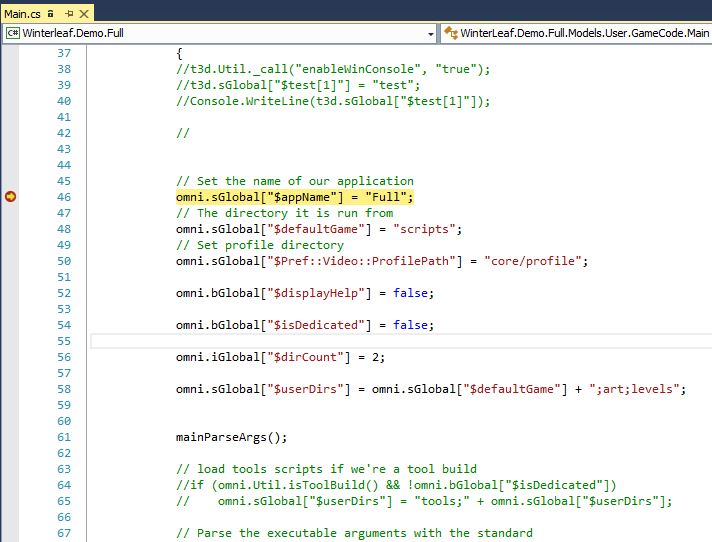 Main.cs
Winterleaf.Demo.Full WinterLeaf.Demo.Full.Models.User.GameCode.Main
37 {
38 //t3d.Util._call("enableWinConsole", "true");
39 //t3d.sGlobal["$test[1]"] = "test";
40 //Console.WriteLine(t3d.sGlobal["$test[1]"]);
41
42 //
43
44
45 // Set the name of our application
46 omni.sGlobal["$appName"] = "Full";
47 // The directory it is run from
48 omni.sGlobal["$defaultGame"] = "scripts";
49 // Set profile directory
50 omni.sGlobal["$Pref::Video::ProfilePath"] = "core/profile";
51
52 omni.bGlobal["$displayHelp"] = false;
53
54 omni.bGlobal["$isDedicated"] = false;
55
56 omni.iGlobal["$dirCount"] = 2;
57
58 omni.sGlobal["$userDirs"] = omni.sGlobal["$defaultGame"] + ";art;levels";
59
60
61 mainParseArgs();
62
63 // load tools scripts if we're a tool build
64 //if (omni.Util.isToolBuild() && !omni.bGlobal["$isDedicated"])
65 //    omni.sGlobal["$userDirs"] = "tools;" + omni.sGlobal["$userDirs"];
66
67 // Parse the executable arguments with the standard